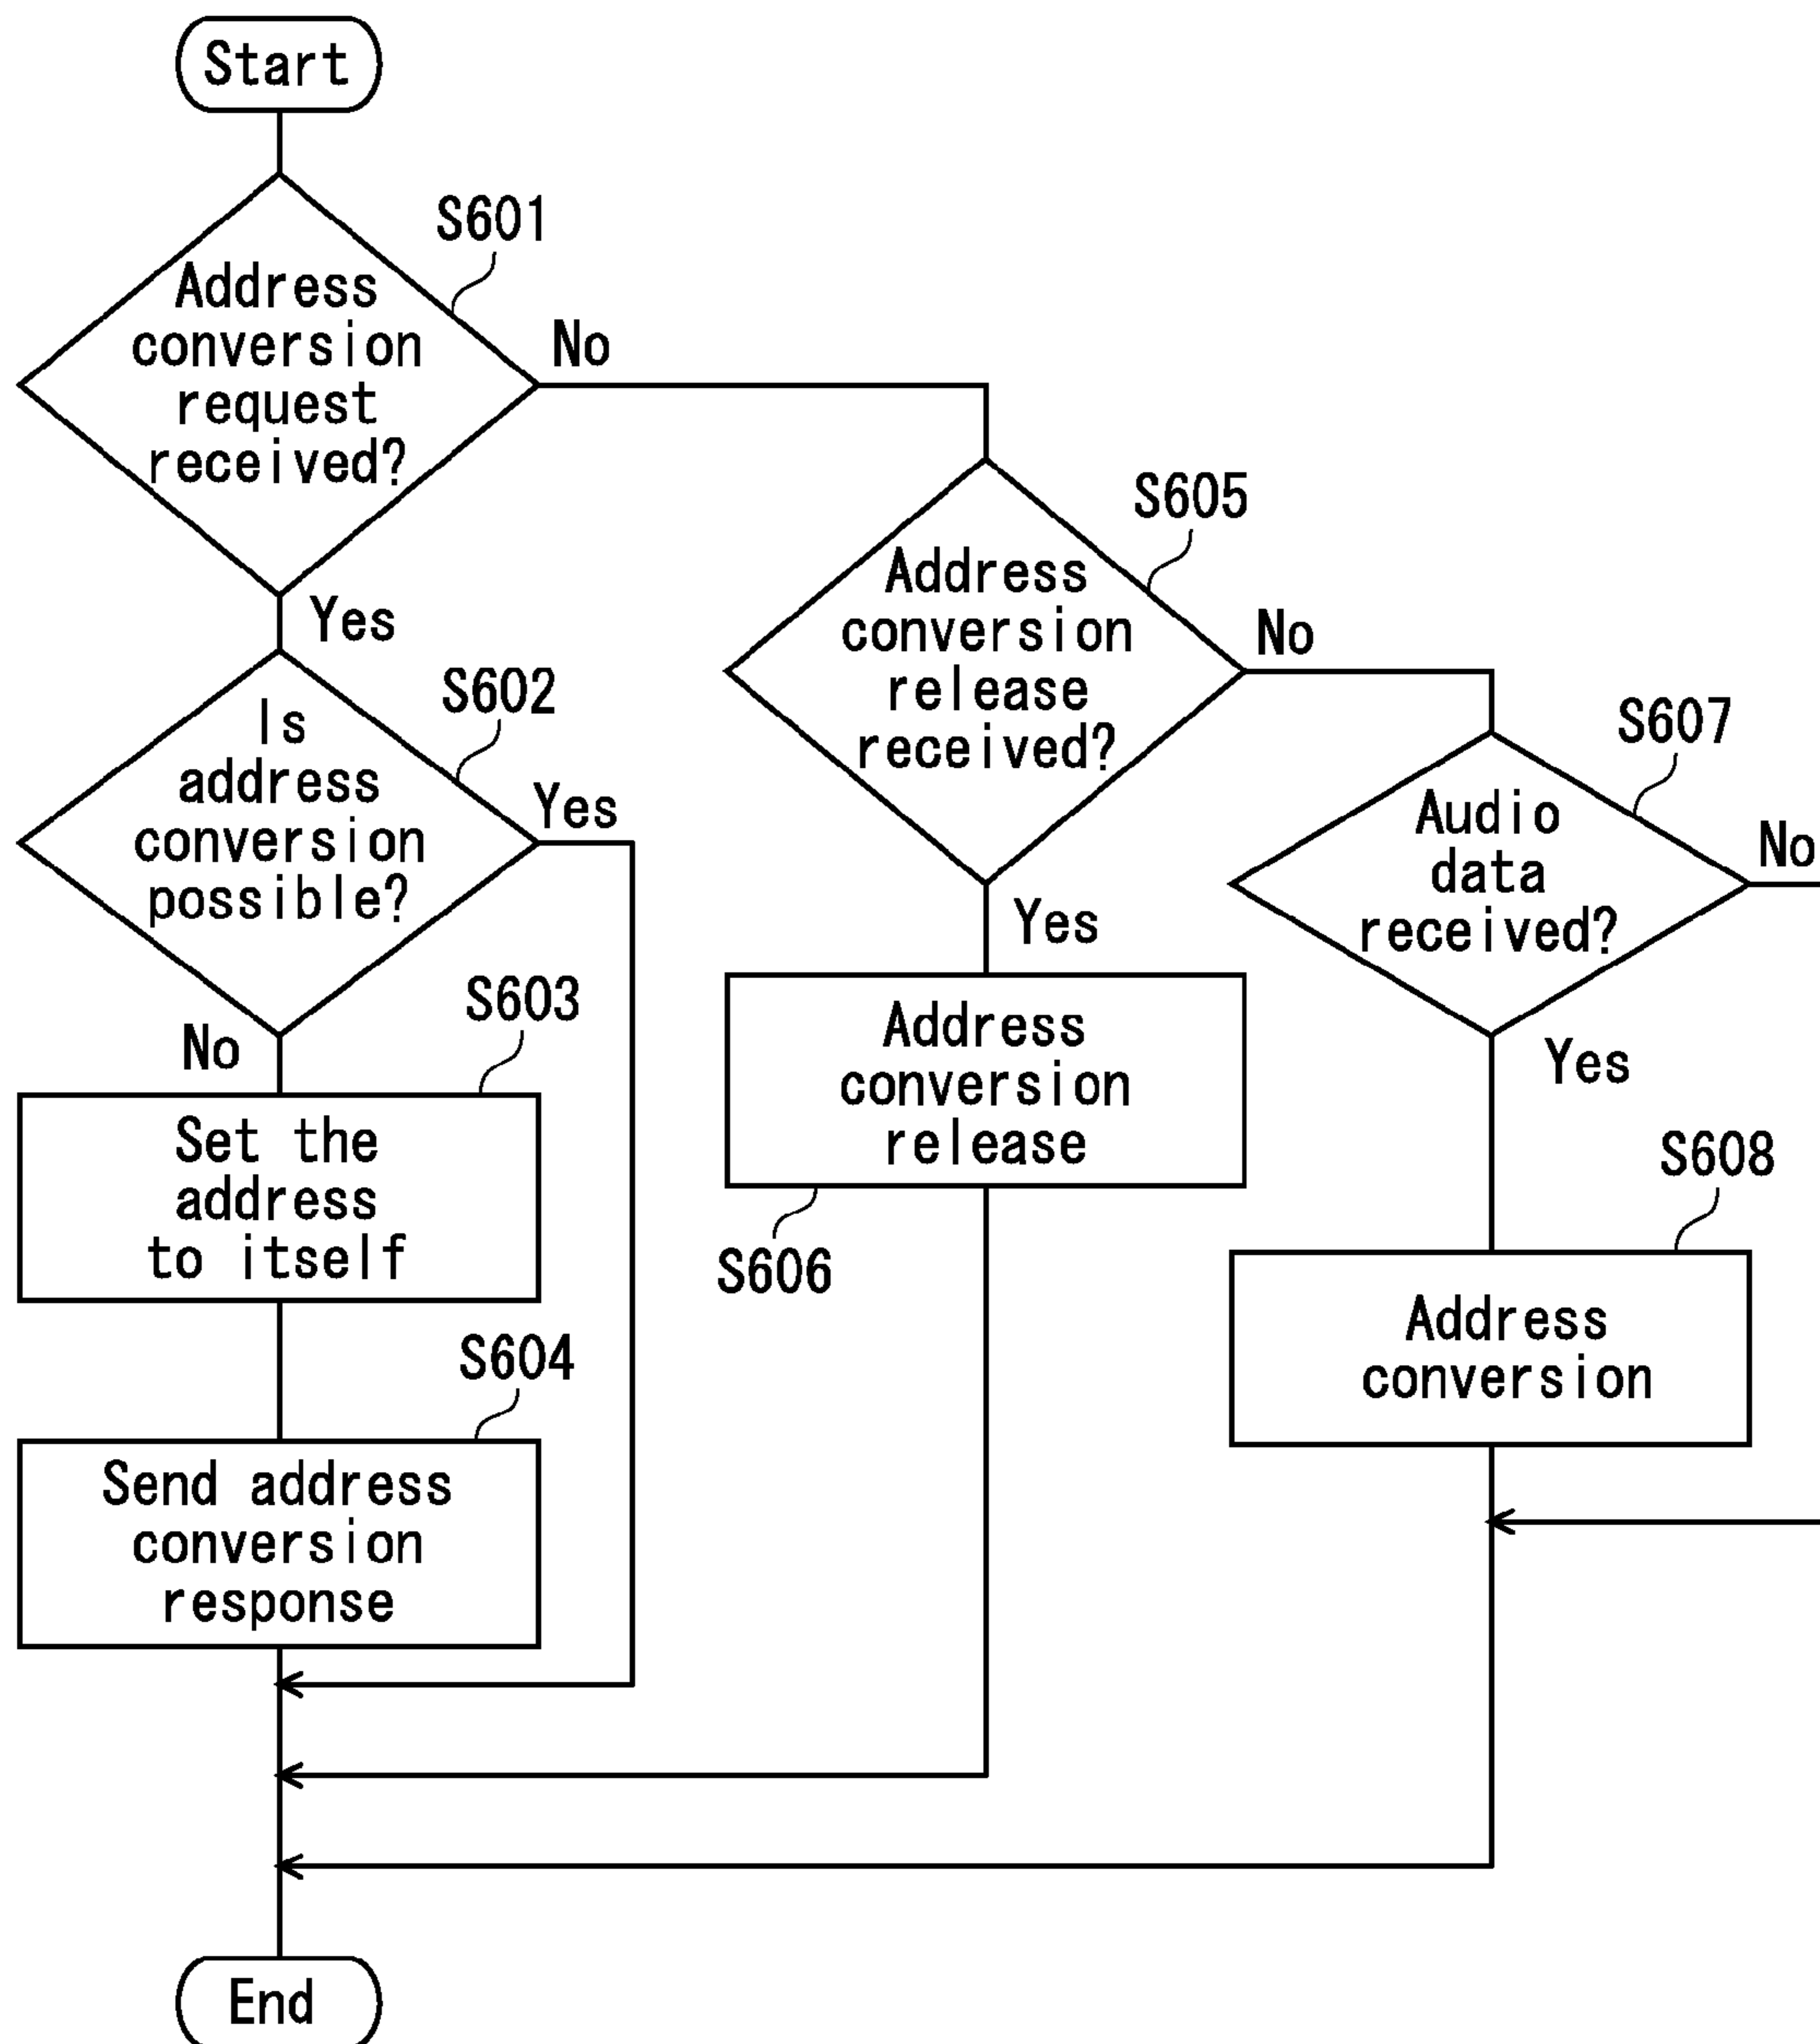 Start
S601
Address
conversion
request
received?
No
Yes
S602
Is
address
conversion
possible?
Yes
No
S603
Set the
address
to itself
S604
Send address
conversion
response
S605
Address
conversion
release
received?
No
Yes
Address
conversion
release
S606
S607
Audio
data
received?
No
Yes
S608
Address
conversion
End